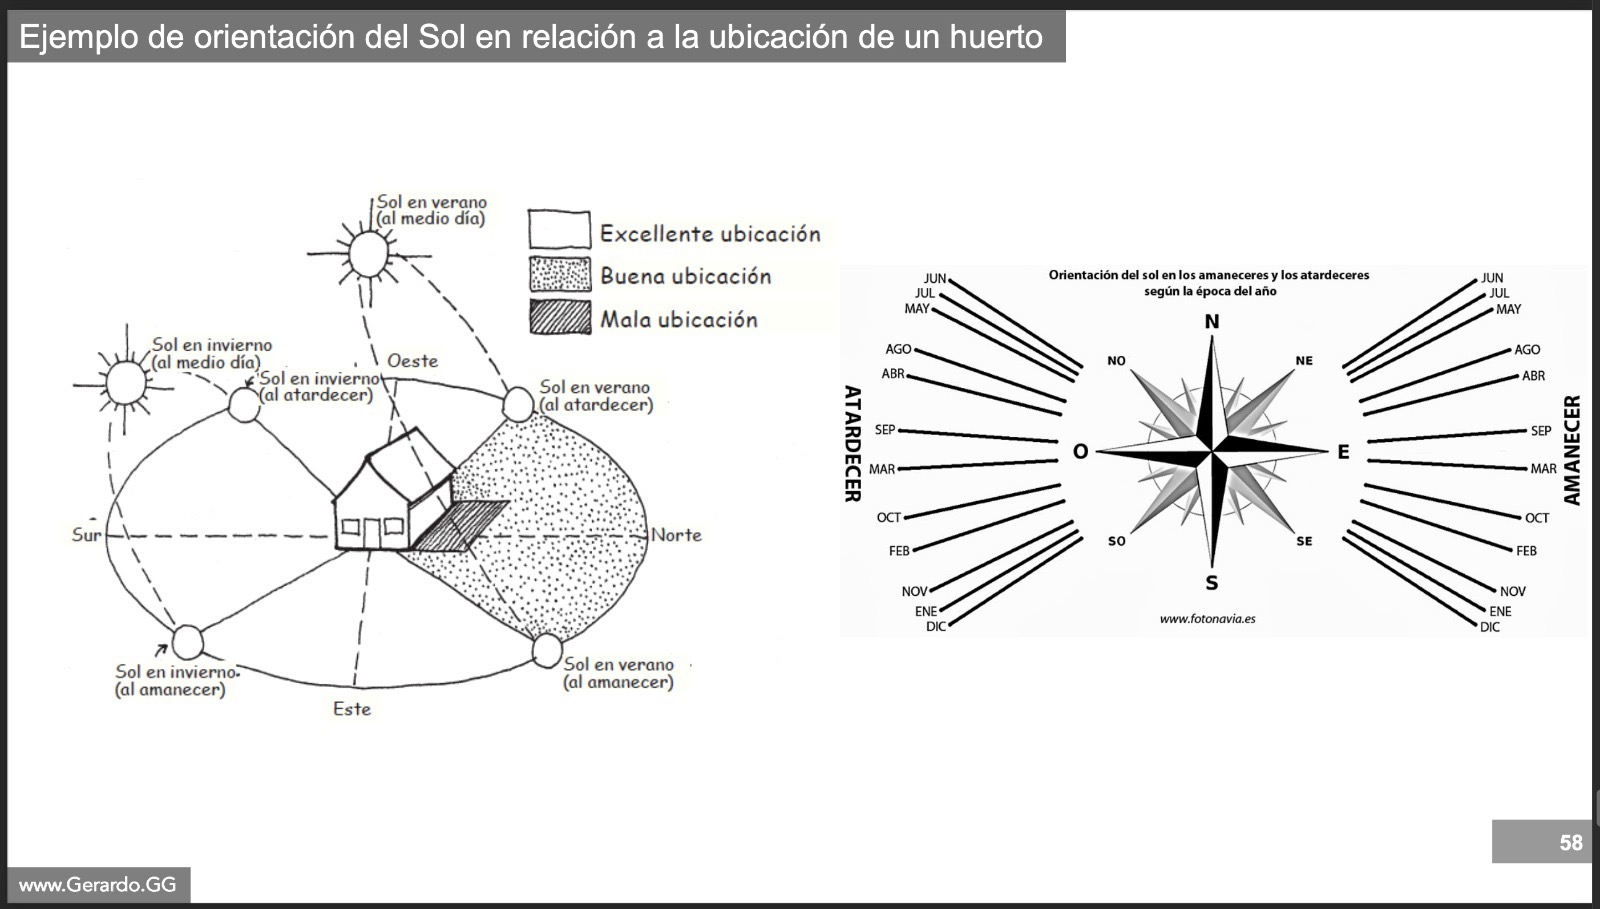 Ejemplo de orientación del Sol en relación a la ubicación de un huerto
Sol en verano
(al medio día)
Excellente ubicación
Buena ubicación
Mala ubicación
Sol en invierno
(al medio día)
Sol en invierno
(al atardecer)
Oeste
Sol en verano
(al atardecer)
Sur
Norte
Sol en invierno
(al amanecer)
Sol en verano
(al amanecer)
Este
Orientación del sol en los amaneceres y los atardeceres
según la época del año
JUN
JUL
MAY
AGO
ABR
SEP
MAR
OCT
FEB
NOV
ENE
DIC
ATARDECER
N
NO
NE
O
E
SO
SE
S
www.fotonavia.es
JUN
JUL
MAY
AGO
ABR
SEP
MAR
OCT
FEB
NOV
ENE
DIC
AMANECER
58
www.Gerardo.GG